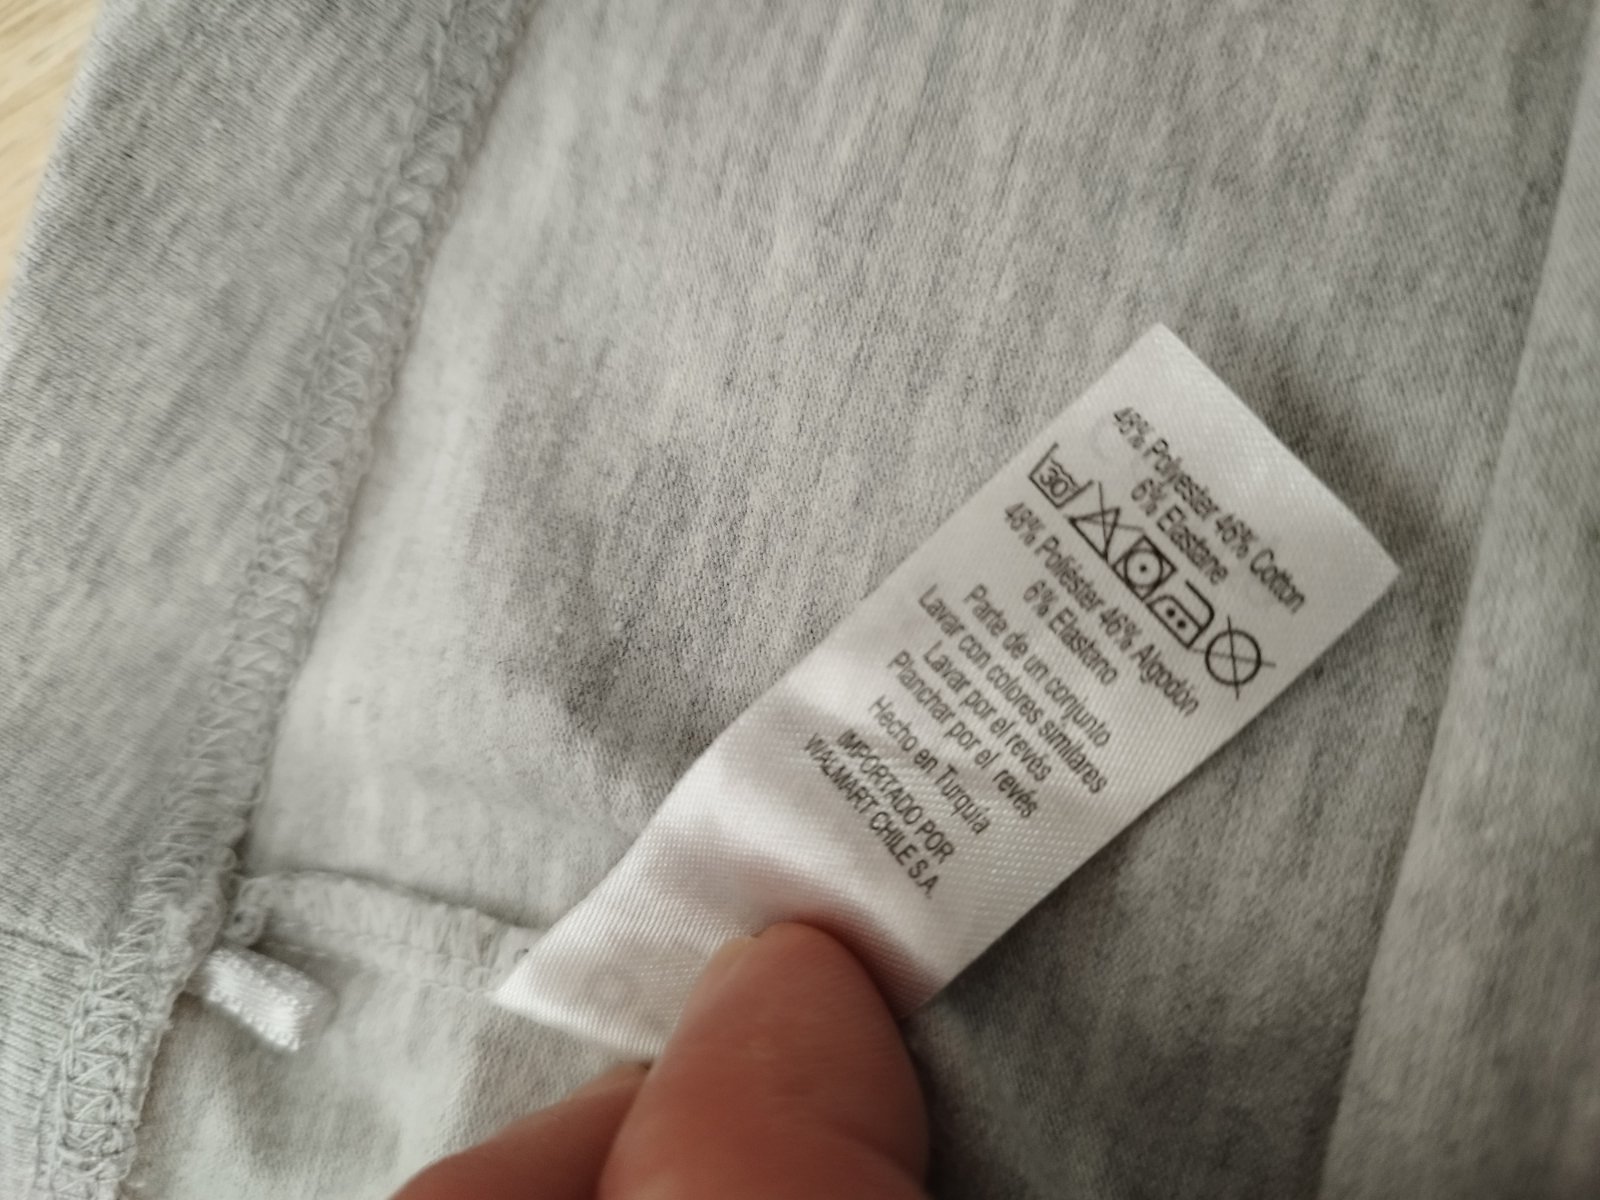 48% Polyester 46% Cotton
6% Elastane
30
48% Poliéster 46% Algodón
6% Elastano
Parte de un conjunto
Lavar con colores similares
Lavar por el revés
Planchar por el revés
Hecho en Turquía
IMPORTADO POR
WALMART CHILE S.A.